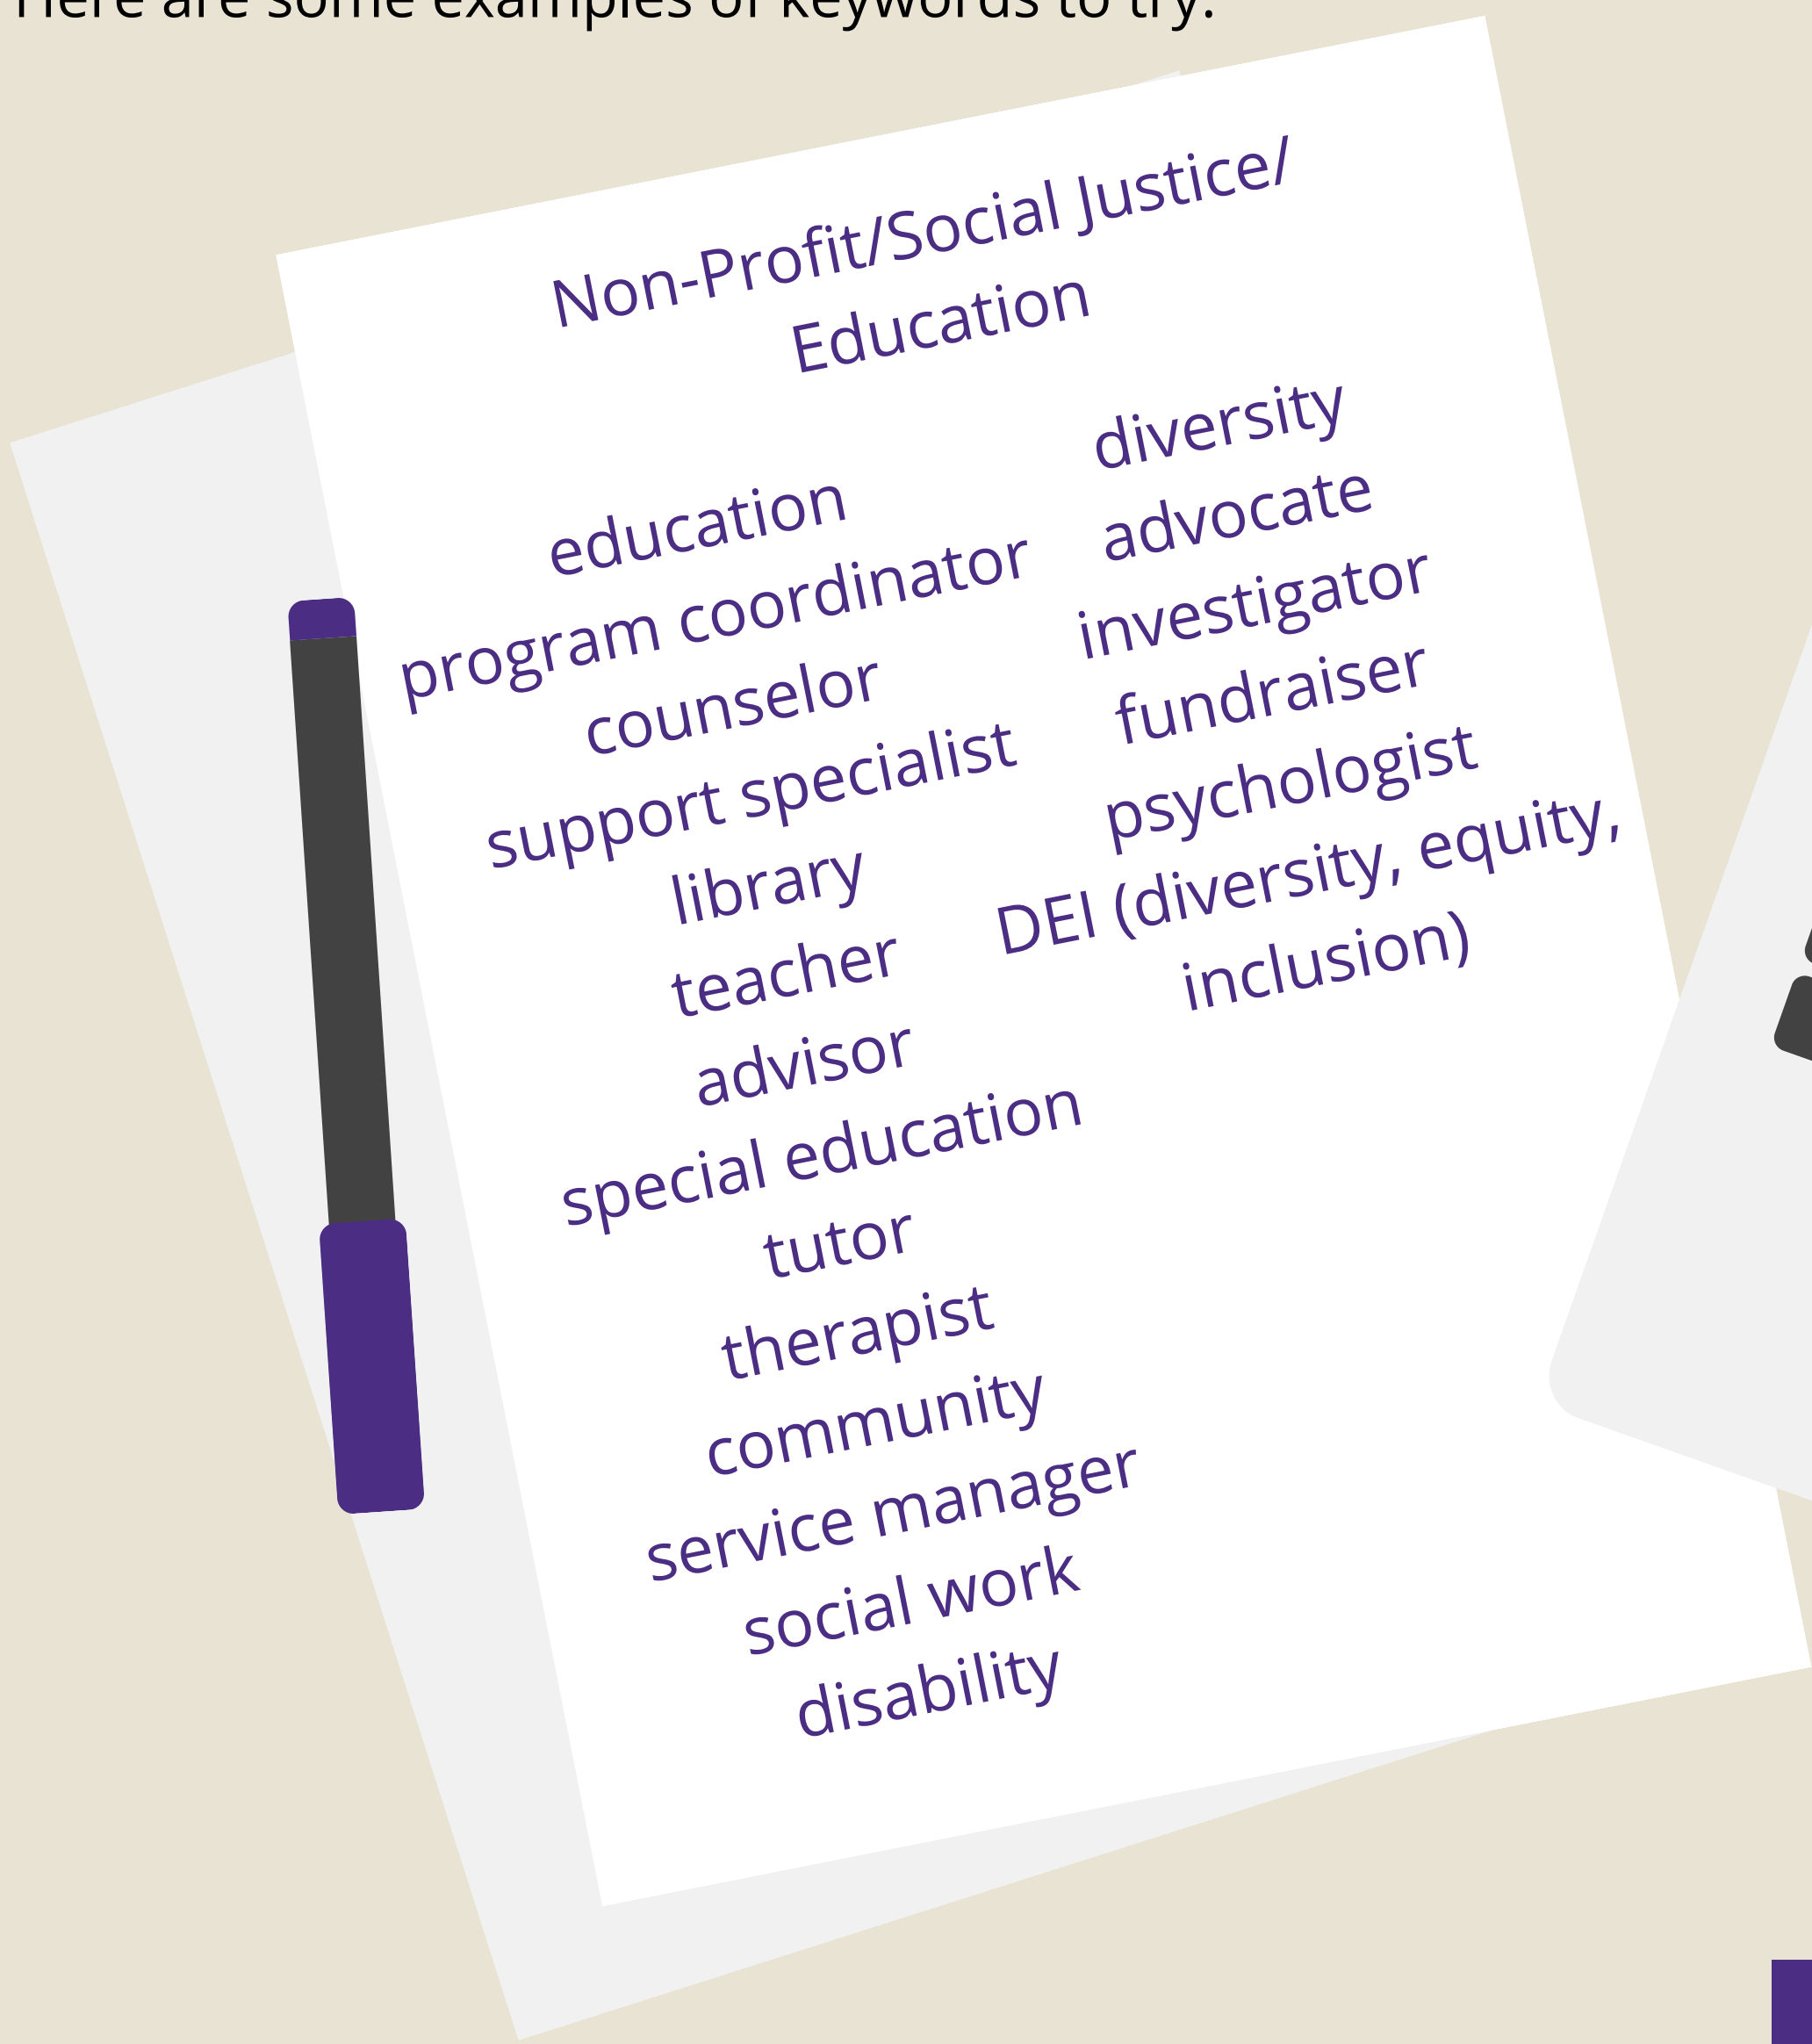 Here are some examples of keywords to try.
Non-Profit/Social Justice/
Education
education
program coordinator
counselor
support specialist
library
teacher
advisor
special education
tutor
therapist
community
service manager
social work
disability
diversity
advocate
investigator
fundraiser
psychologist
DEI (diversity, equity,
inclusion)